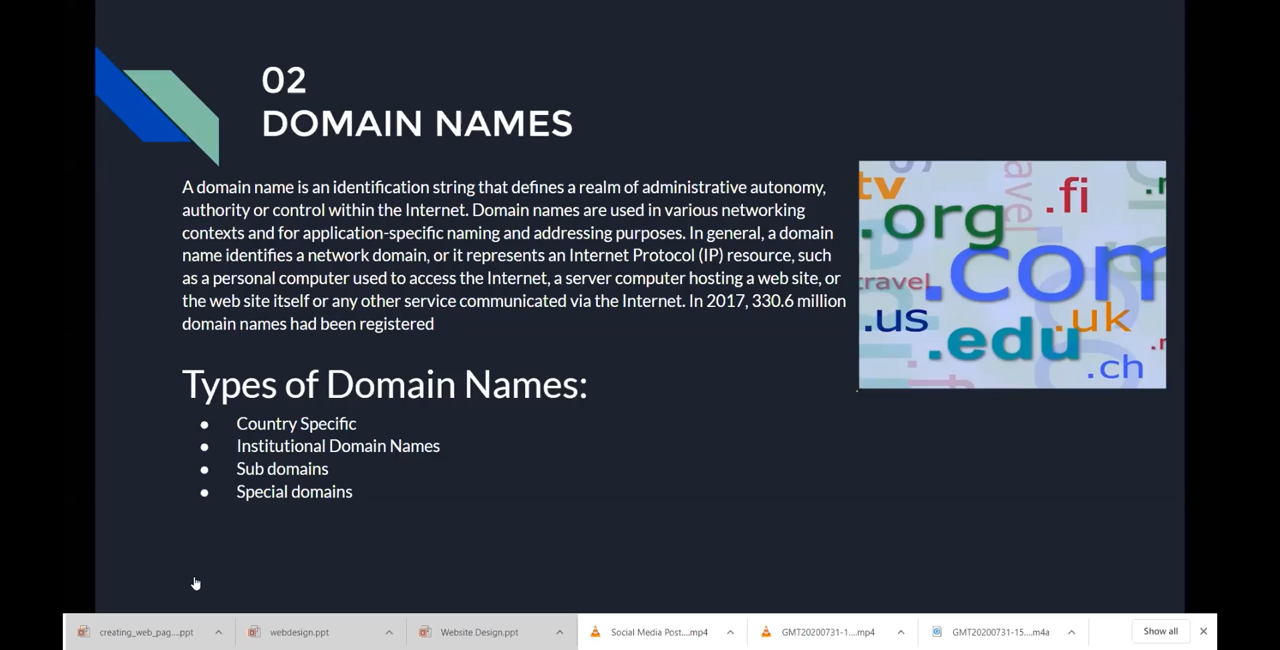 02
DOMAIN NAMES
A domain name is an identification string that defines a realm of administrative autonomy,
authority or control within the Internet. Domain names are used in various networking
contexts and for application-specific naming and addressing purposes. In general, a domain
name identifies a network domain, or it represents an Internet Protocol (IP) resource, such
as a personal computer used to access the Internet, a server computer hosting a web site, or
the web site itself or any other service communicated via the Internet. In 2017, 330.6 million
domain names had been registered
tv
.fi
.org
.com
travel
.us
.uk
.edu
.ch
Types of Domain Names:
● Country Specific
● Institutional Domain Names
● Sub domains
● Special domains
creating_web_pag....ppt
webdesign.ppt
Website Design.ppt
Social Media Post....mp4
GMT20200731-1....mp4
GMT20200731-15....m4a
Show all